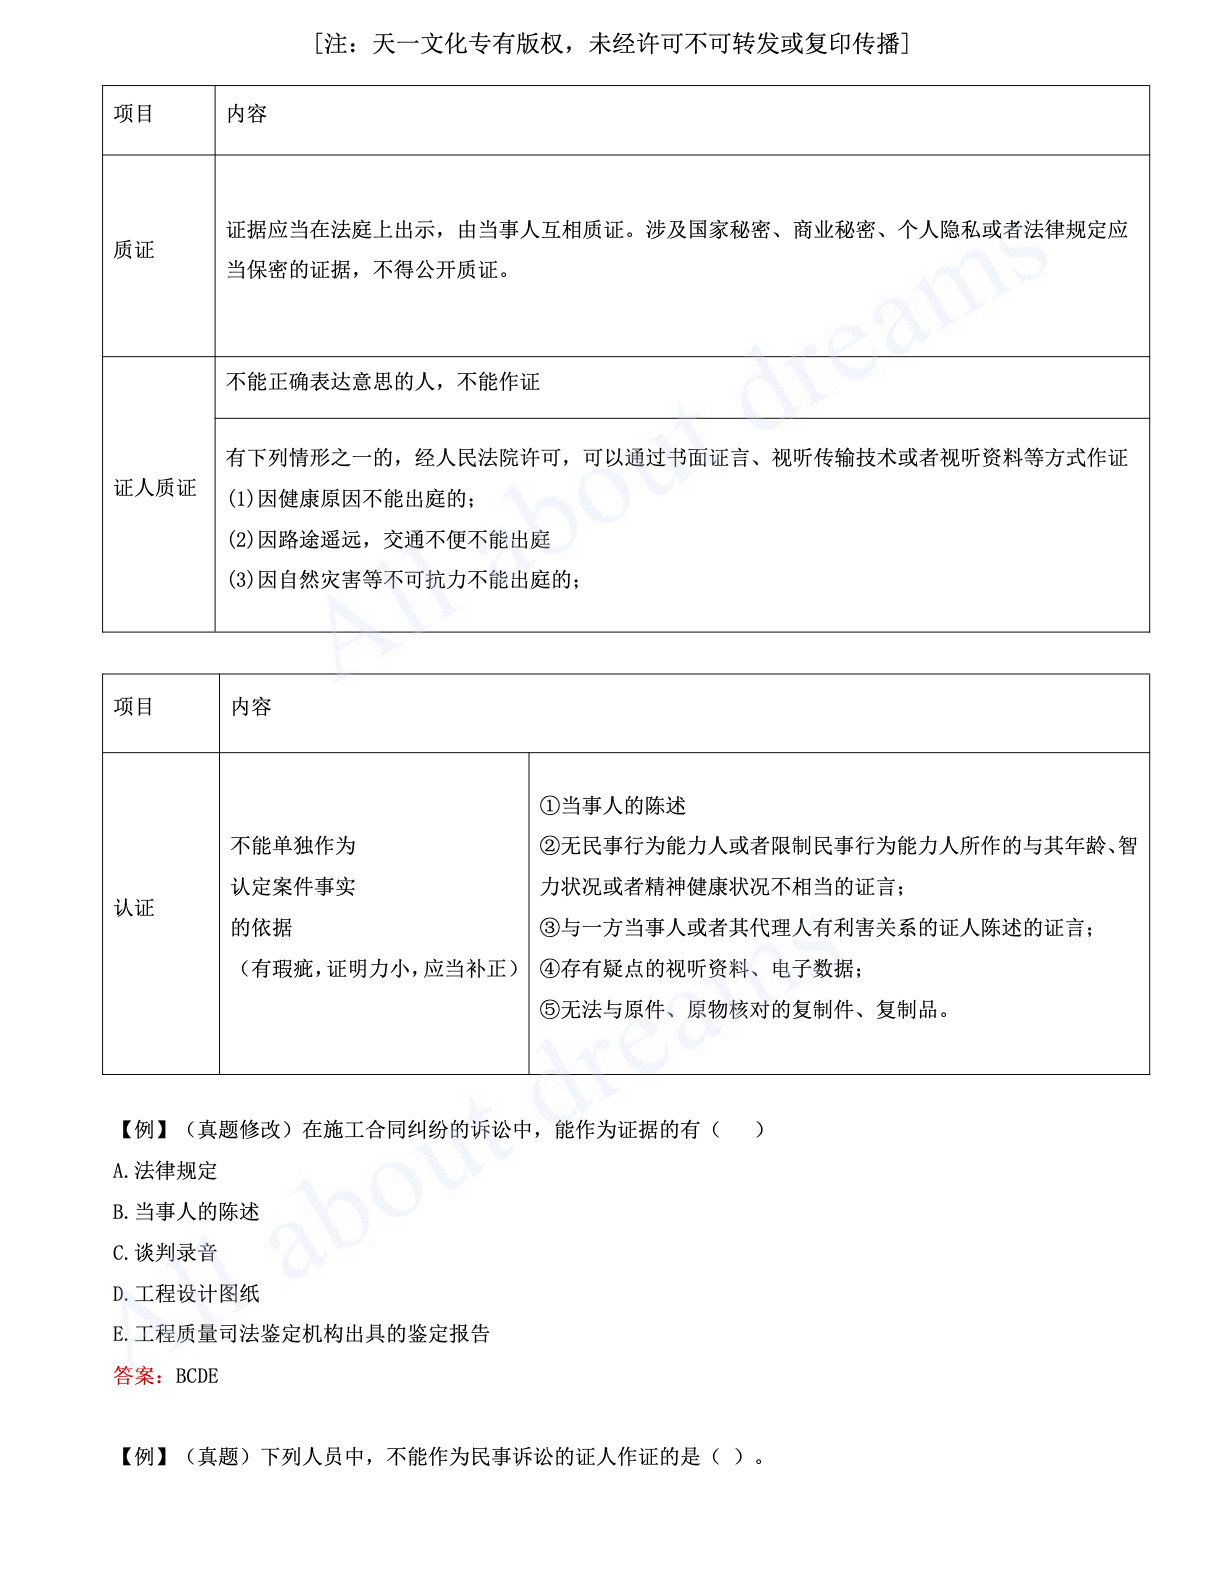 [注：天一文化专有版权，未经许可不可转发或复印传播]
项目
内容
质证
证据应当在法庭上出示，由当事人互相质证。涉及国家秘密、商业秘密、个人隐私或者法律规定应
当保密的证据，不得公开质证。
证人质证
不能正确表达意思的人，不能作证
有下列情形之一的，经人民法院许可，可以通过书面证言、视听传输技术或者视听资料等方式作证
(1)因健康原因不能出庭的；
(2)因路途遥远，交通不便不能出庭
(3)因自然灾害等不可抗力不能出庭的；
项目
内容
认证
不能单独作为
认定案件事实
的依据
（有瑕疵,证明力小,应当补正）
①当事人的陈述
②无民事行为能力人或者限制民事行为能力人所作的与其年龄、智
力状况或者精神健康状况不相当的证言；
③与一方当事人或者其代理人有利害关系的证人陈述的证言；
④存有疑点的视听资料、电子数据；
⑤无法与原件、原物核对的复制件、复制品。
【例】（真题修改）在施工合同纠纷的诉讼中，能作为证据的有（  ）
A.法律规定
B.当事人的陈述
C.谈判录音
D.工程设计图纸
E.工程质量司法鉴定机构出具的鉴定报告
答案：BCDE
【例】（真题）下列人员中，不能作为民事诉讼的证人作证的是（ ）。
All about dreams
All about dreams